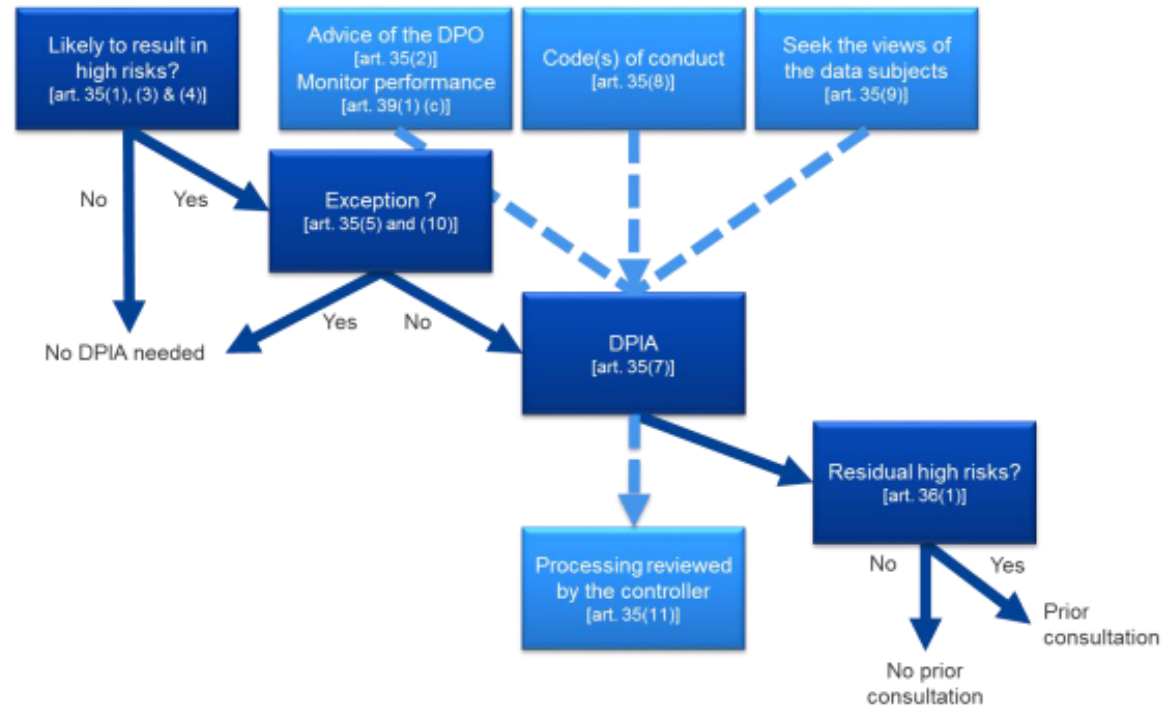 Likely to result in
high risks?
[art. 35(1), (3) & (4)]
Advice of the DPO
[art. 35(2)]
Monitor performance
[art. 39(1) (c)]
Code(s) of conduct
[art. 35(8)]
Seek the views of
the data subjects
[art. 35(9)]
No
Yes
Exception ?
[art. 35(5) and (10)]
Yes
No
No DPIA needed
DPIA
[art. 35(7)]
Residual high risks?
[art. 36(1)]
Processing reviewed
by the controller
[art. 35(11)]
No
Yes
Prior
consultation
No prior
consultation